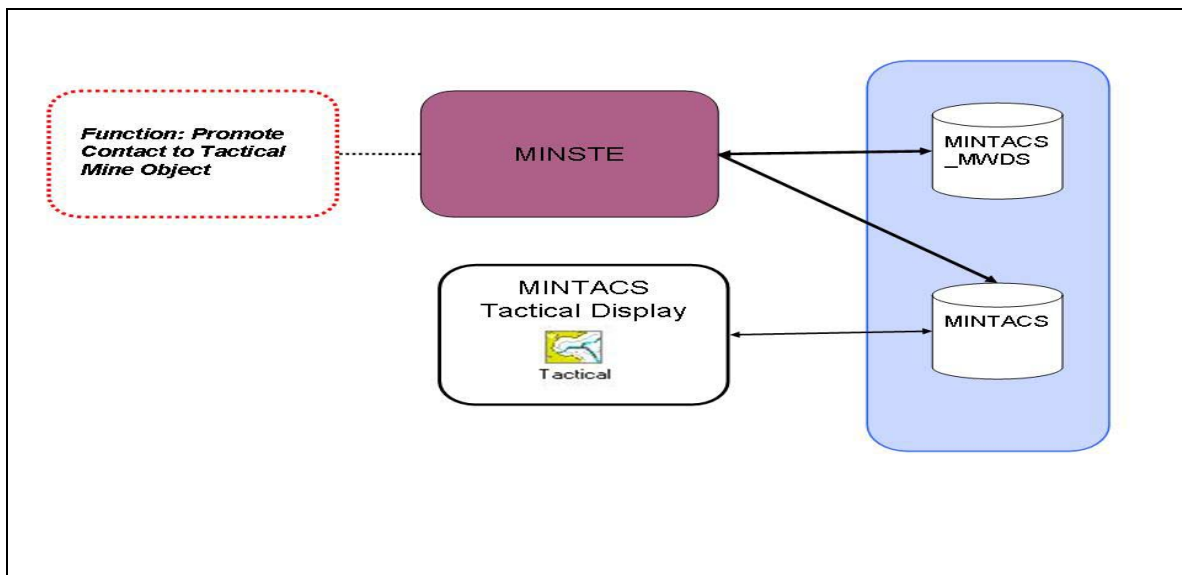 Function: Promote
Contact to Tactical
Mine Object
MINSTE
MINTACS
_MWDS
MINTACS
Tactical Display
Tactical
MINTACS